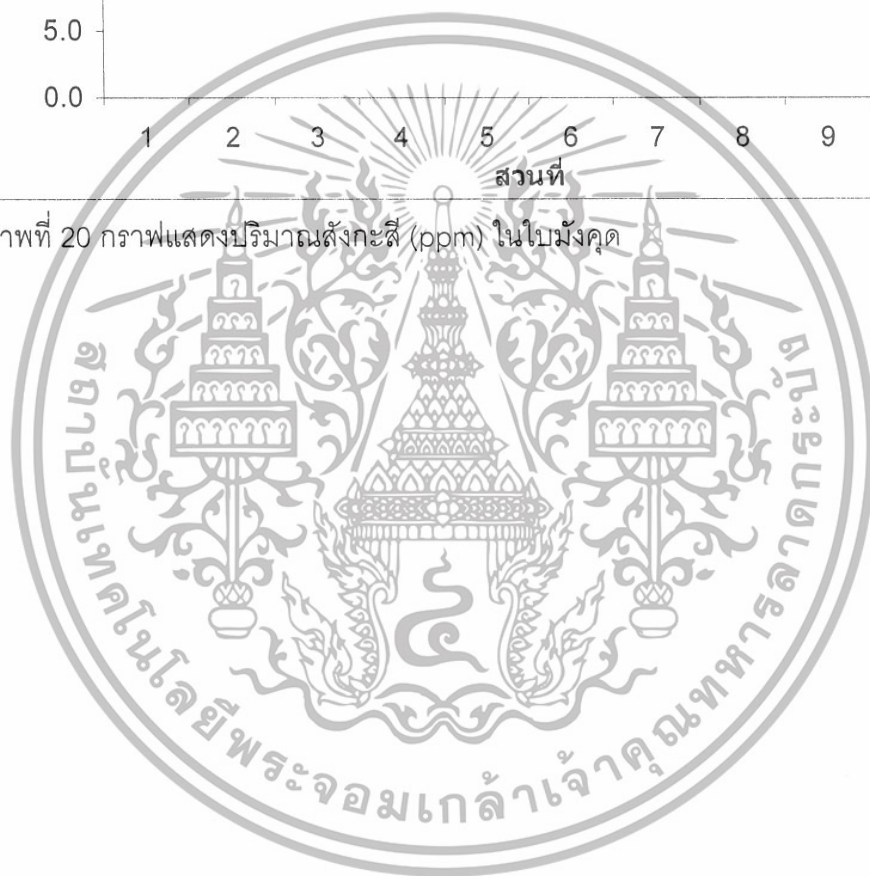 5.0
0.0
1 2 3 4 5 6 7 8 9
สวนที่
าพที่ 20 กราฟแสดงปริมาณสังกะสี (ppm) ในใบมังคุด
สถาบันเทคโนโลยีพระจอมเกล้าเจ้าคุณทหารลาดกระบัง
๔